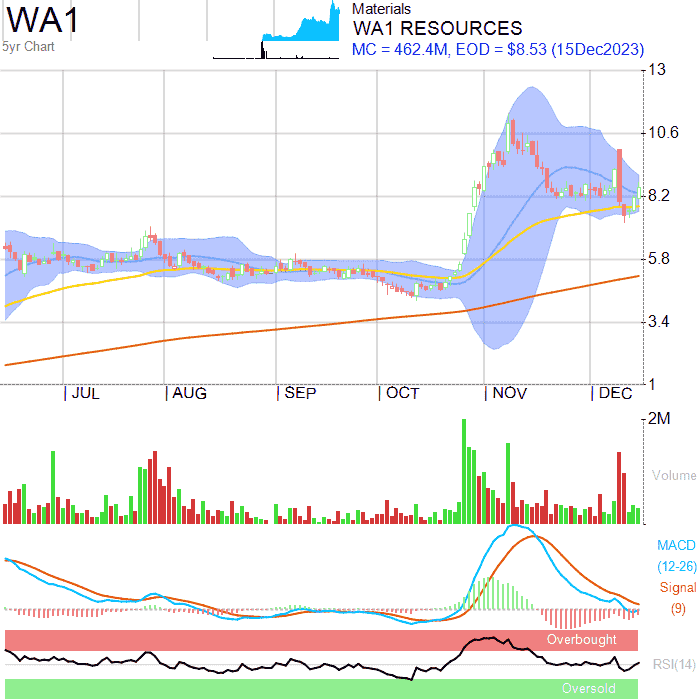 WA1
5yr Chart
Materials
WA1 RESOURCES
MC = 462.4M, EOD = $8.53 (15Dec2023)
13
10.6
8.2
5.8
3.4
1
JUL AUG SEP OCT NOV DEC
2M
Volume
MACD
(12-26)
Signal
(9)
Overbought
RSI(14)
Oversold